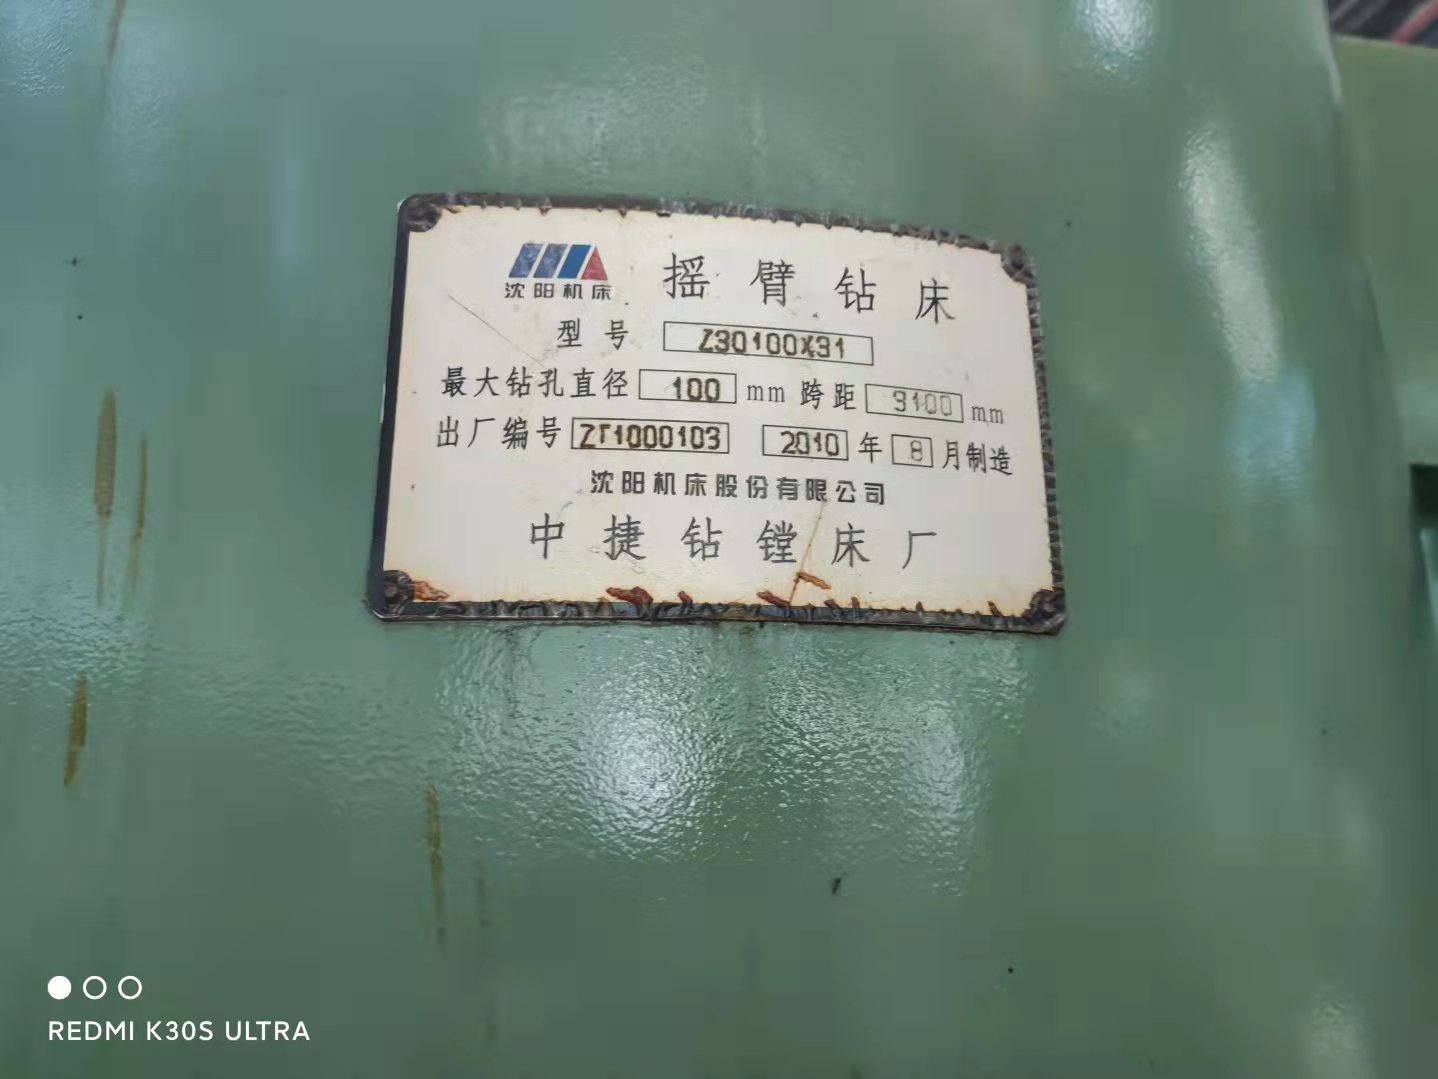 沈阳机床
摇臂钻床
型号 Z30100X31
最大钻孔直径 100 mm 跨距 3100 mm
出厂编号 ZT1000103 2010 年 8 月制造
沈阳机床股份有限公司
中捷钻镗床厂
REDMI K30S ULTRA